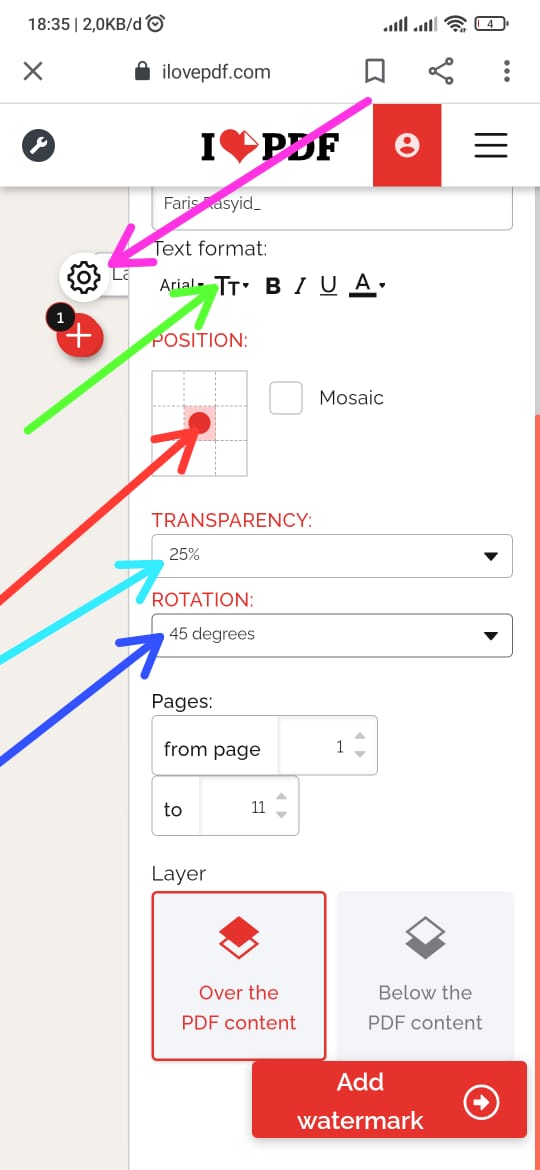 18:35 | 2,0KB/d
4
ilovepdf.com
I PDF
Faris Rasyid_
Text format:
La
Arial TT B I U A
1
POSITION:
Mosaic
TRANSPARENCY:
25%
ROTATION:
45 degrees
Pages:
from page 1
to 11
Layer
Over the
PDF content
Below the
PDF content
Add
watermark